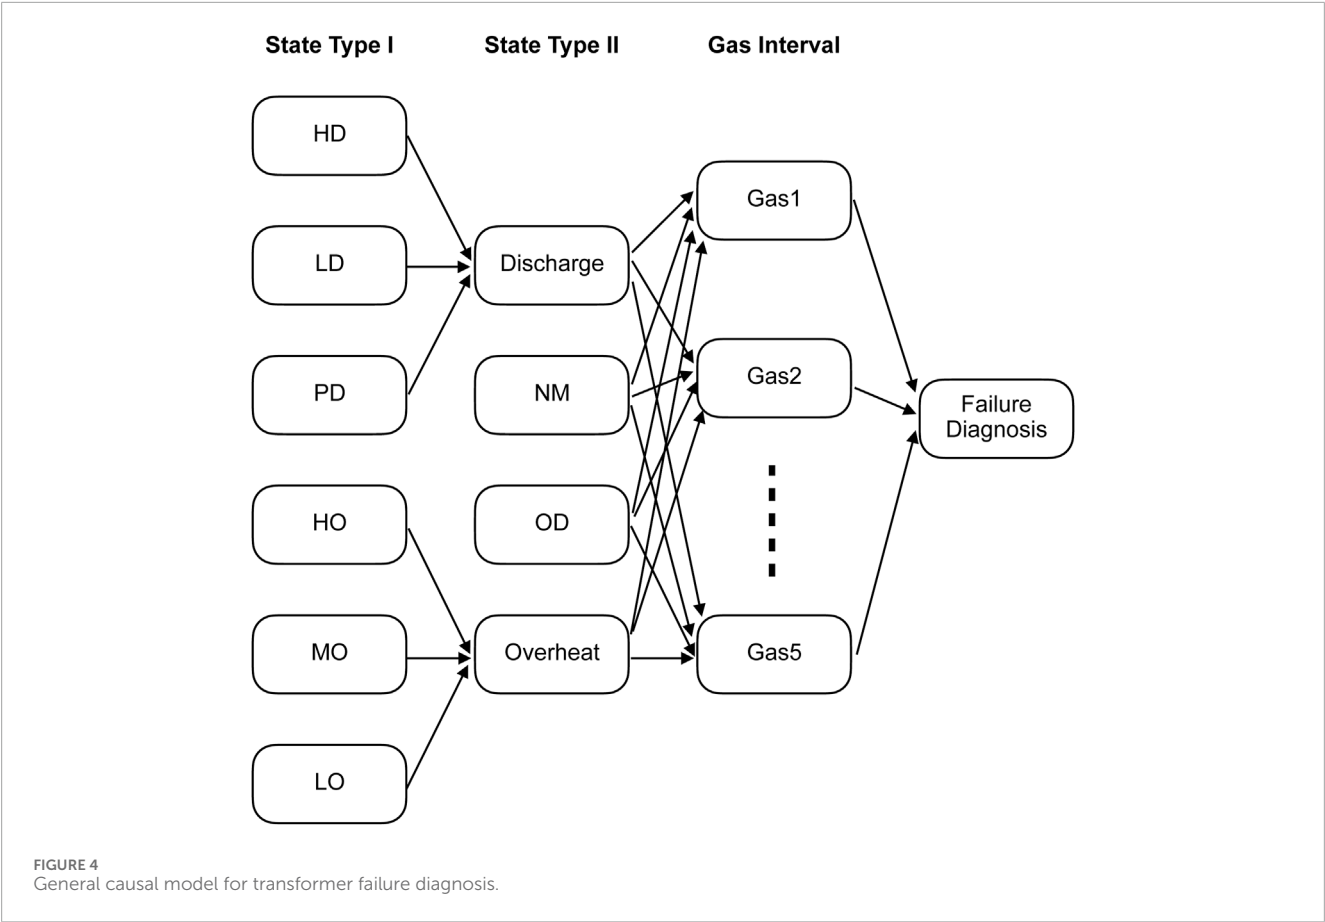 State Type I
State Type II
Gas Interval
HD
LD
PD
HO
MO
LO
Discharge
NM
OD
Overheat
Gas1
Gas2
Gas5
Failure
Diagnosis
FIGURE 4
General causal model for transformer failure diagnosis.